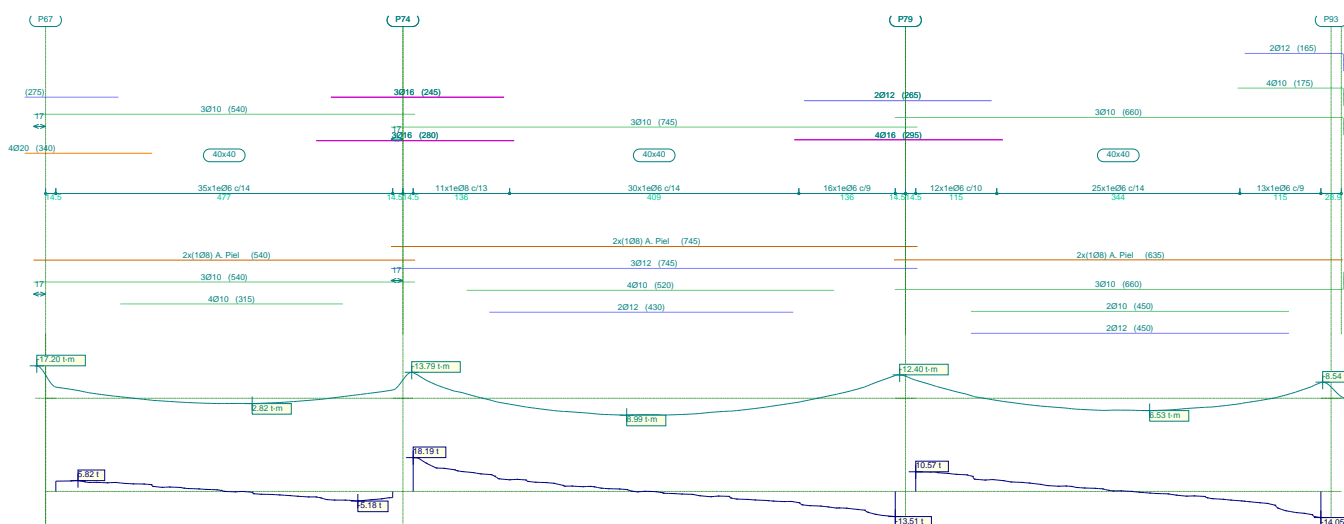 P67 P74 P79 P93
2Ø12 (165)
4Ø10 (175)
(275) 3Ø16 (245) 2Ø12 (265)
3Ø10 (540) 3Ø10 (660)
17 17 3Ø10 (745)
3Ø16 (280) 4Ø16 (295)
4Ø20 (340) 40x40 40x40 40x40
35x1eØ6 c/14 11x1eØ8 c/13 30x1eØ6 c/14 16x1eØ6 c/9 12x1eØ6 c/10 25x1eØ6 c/14 13x1eØ6 c/9
14.5 477 14.5 14.5 136 409 136 14.5 14.5 115 344 115
2x(1Ø8) A. Piel (745)
2x(1Ø8) A. Piel (540) 2x(1Ø8) A. Piel (635)
17 3Ø12 (745)
3Ø10 (540) 3Ø10 (660)
17 4Ø10 (520)
4Ø10 (315) 2Ø12 (430) 2Ø10 (450)
2Ø12 (450)
-17.20 t·m -13.79 t·m -12.40 t·m -8.54
2.82 t·m 8.99 t·m 6.53 t·m
18.19 t
5.82 t 10.57 t
-5.18 t -13.51 t